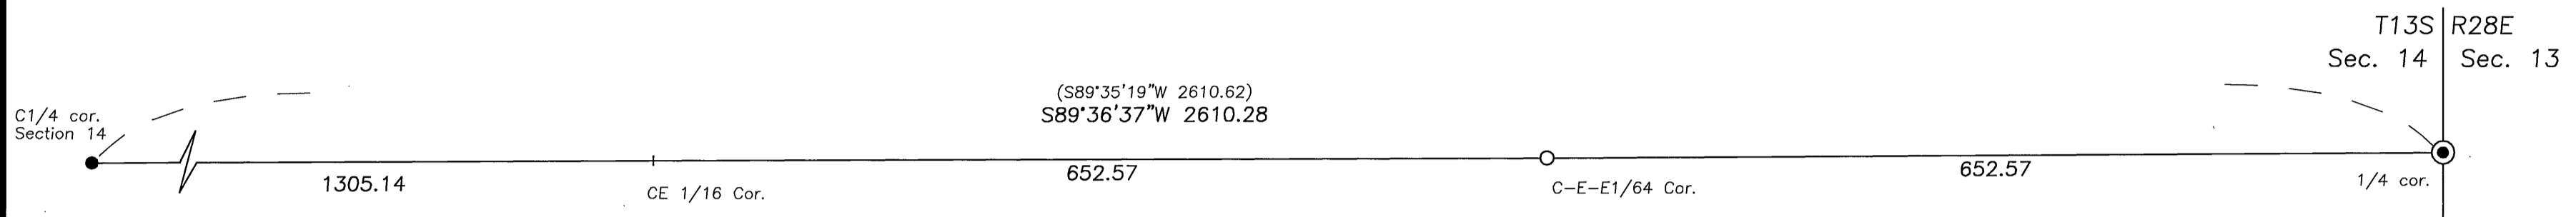 T13S R28E
Sec. 14 Sec. 13
(S89°35'19"W 2610.62)
S89°36'37"W 2610.28
C1/4 cor.
Section 14
1305.14
CE 1/16 Cor.
652.57
C-E-E1/64 Cor.
652.57
1/4 cor.